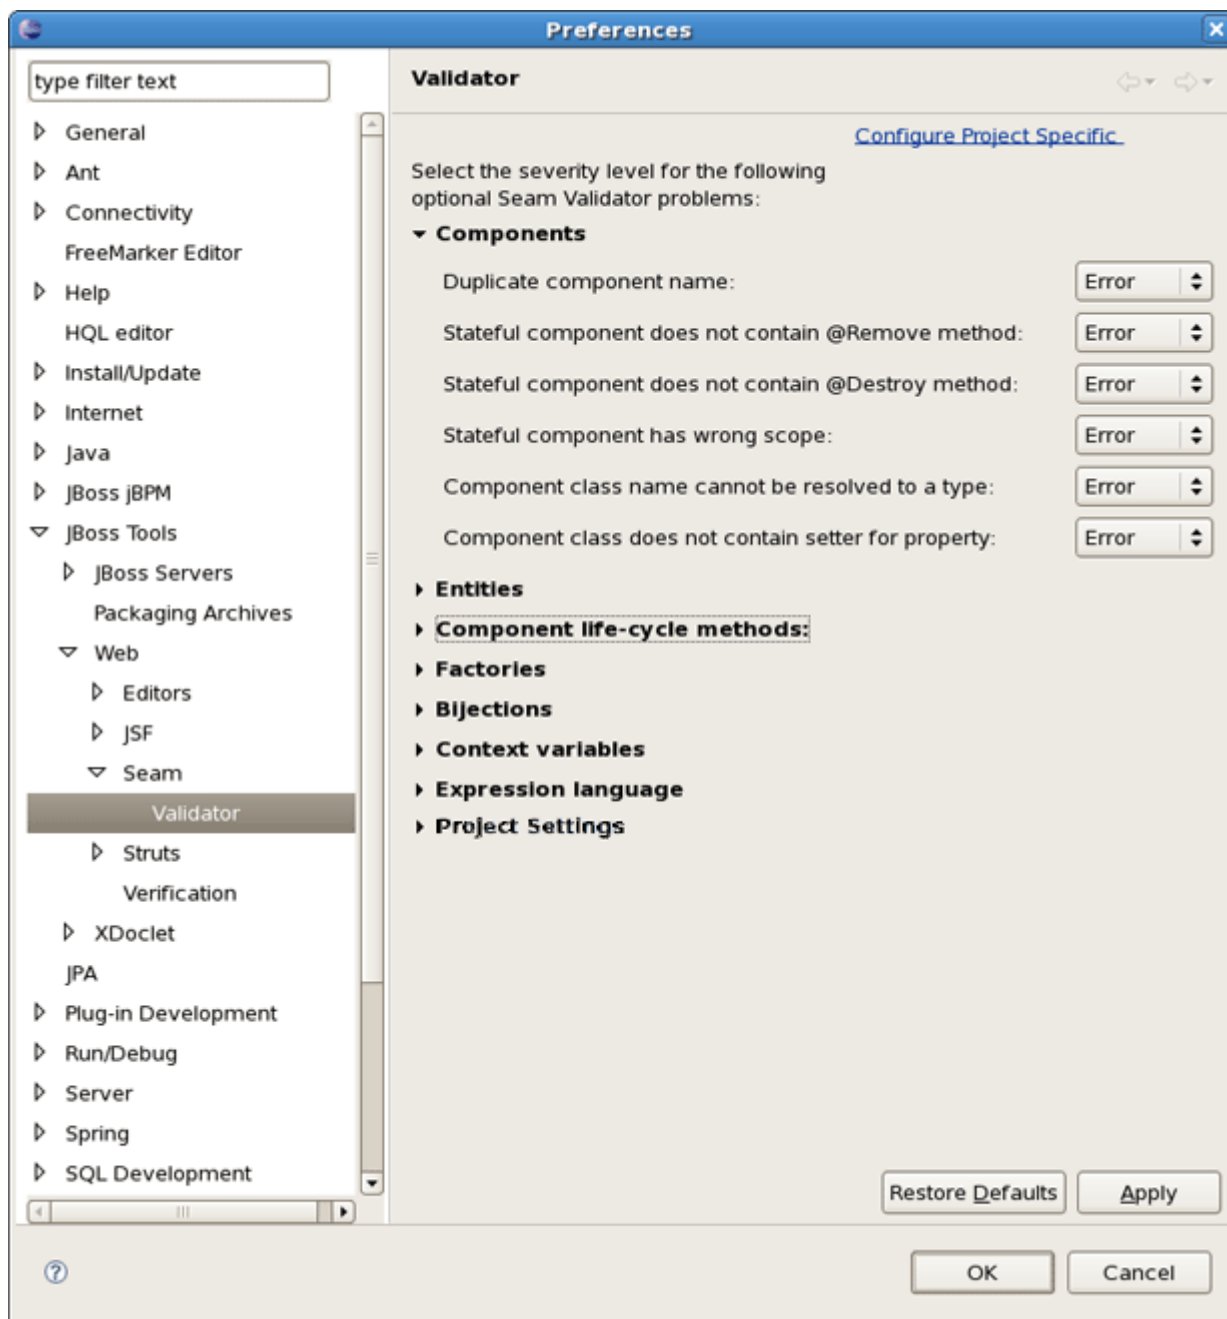 Preferences
type filter text
General
Ant
Connectivity
FreeMarker Editor
Help
HQL editor
Install/Update
Internet
Java
JBoss jBPM
JBoss Tools
JBoss Servers
Packaging Archives
Web
Editors
JSF
Seam
Validator
Struts
Verification
XDoclet
JPA
Plug-in Development
Run/Debug
Server
Spring
SQL Development
Validator
Configure Project Specific
Select the severity level for the following
optional Seam Validator problems:
Components
Duplicate component name: Error
Stateful component does not contain @Remove method: Error
Stateful component does not contain @Destroy method: Error
Stateful component has wrong scope: Error
Component class name cannot be resolved to a type: Error
Component class does not contain setter for property: Error
Entities
Component life-cycle methods:
Factories
Bijections
Context variables
Expression language
Project Settings
Restore Defaults Apply
? OK Cancel